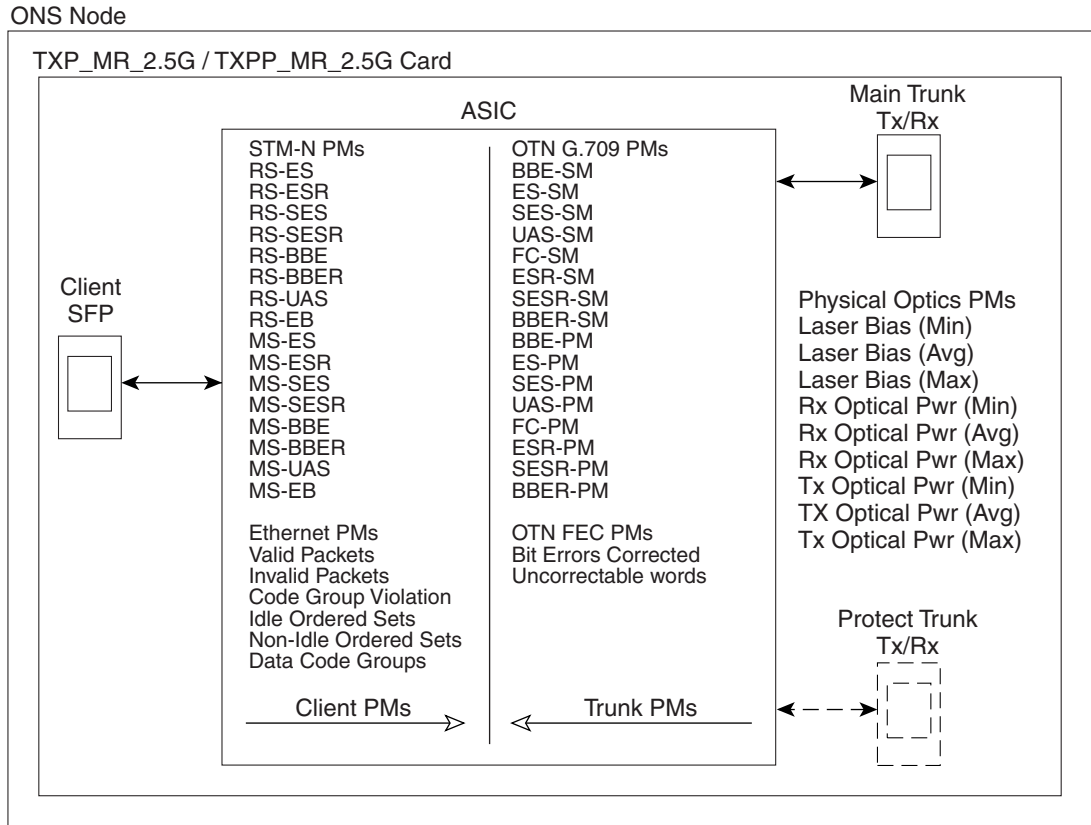 ONS Node
TXP_MR_2.5G / TXPP_MR_2.5G Card
ASIC
Client
SFP
STM-N PMs
RS-ES
RS-ESR
RS-SES
RS-SESR
RS-BBE
RS-BBER
RS-UAS
RS-EB
MS-ES
MS-ESR
MS-SES
MS-SESR
MS-BBE
MS-BBER
MS-UAS
MS-EB
Ethernet PMs
Valid Packets
Invalid Packets
Code Group Violation
Idle Ordered Sets
Non-Idle Ordered Sets
Data Code Groups
Client PMs
OTN G.709 PMs
BBE-SM
ES-SM
SES-SM
UAS-SM
FC-SM
ESR-SM
SESR-SM
BBER-SM
BBE-PM
ES-PM
SES-PM
UAS-PM
FC-PM
ESR-PM
SESR-PM
BBER-PM
OTN FEC PMs
Bit Errors Corrected
Uncorrectable words
Trunk PMs
Main Trunk
Tx/Rx
Physical Optics PMs
Laser Bias (Min)
Laser Bias (Avg)
Laser Bias (Max)
Rx Optical Pwr (Min)
Rx Optical Pwr (Avg)
Rx Optical Pwr (Max)
Tx Optical Pwr (Min)
TX Optical Pwr (Avg)
Tx Optical Pwr (Max)
Protect Trunk
Tx/Rx